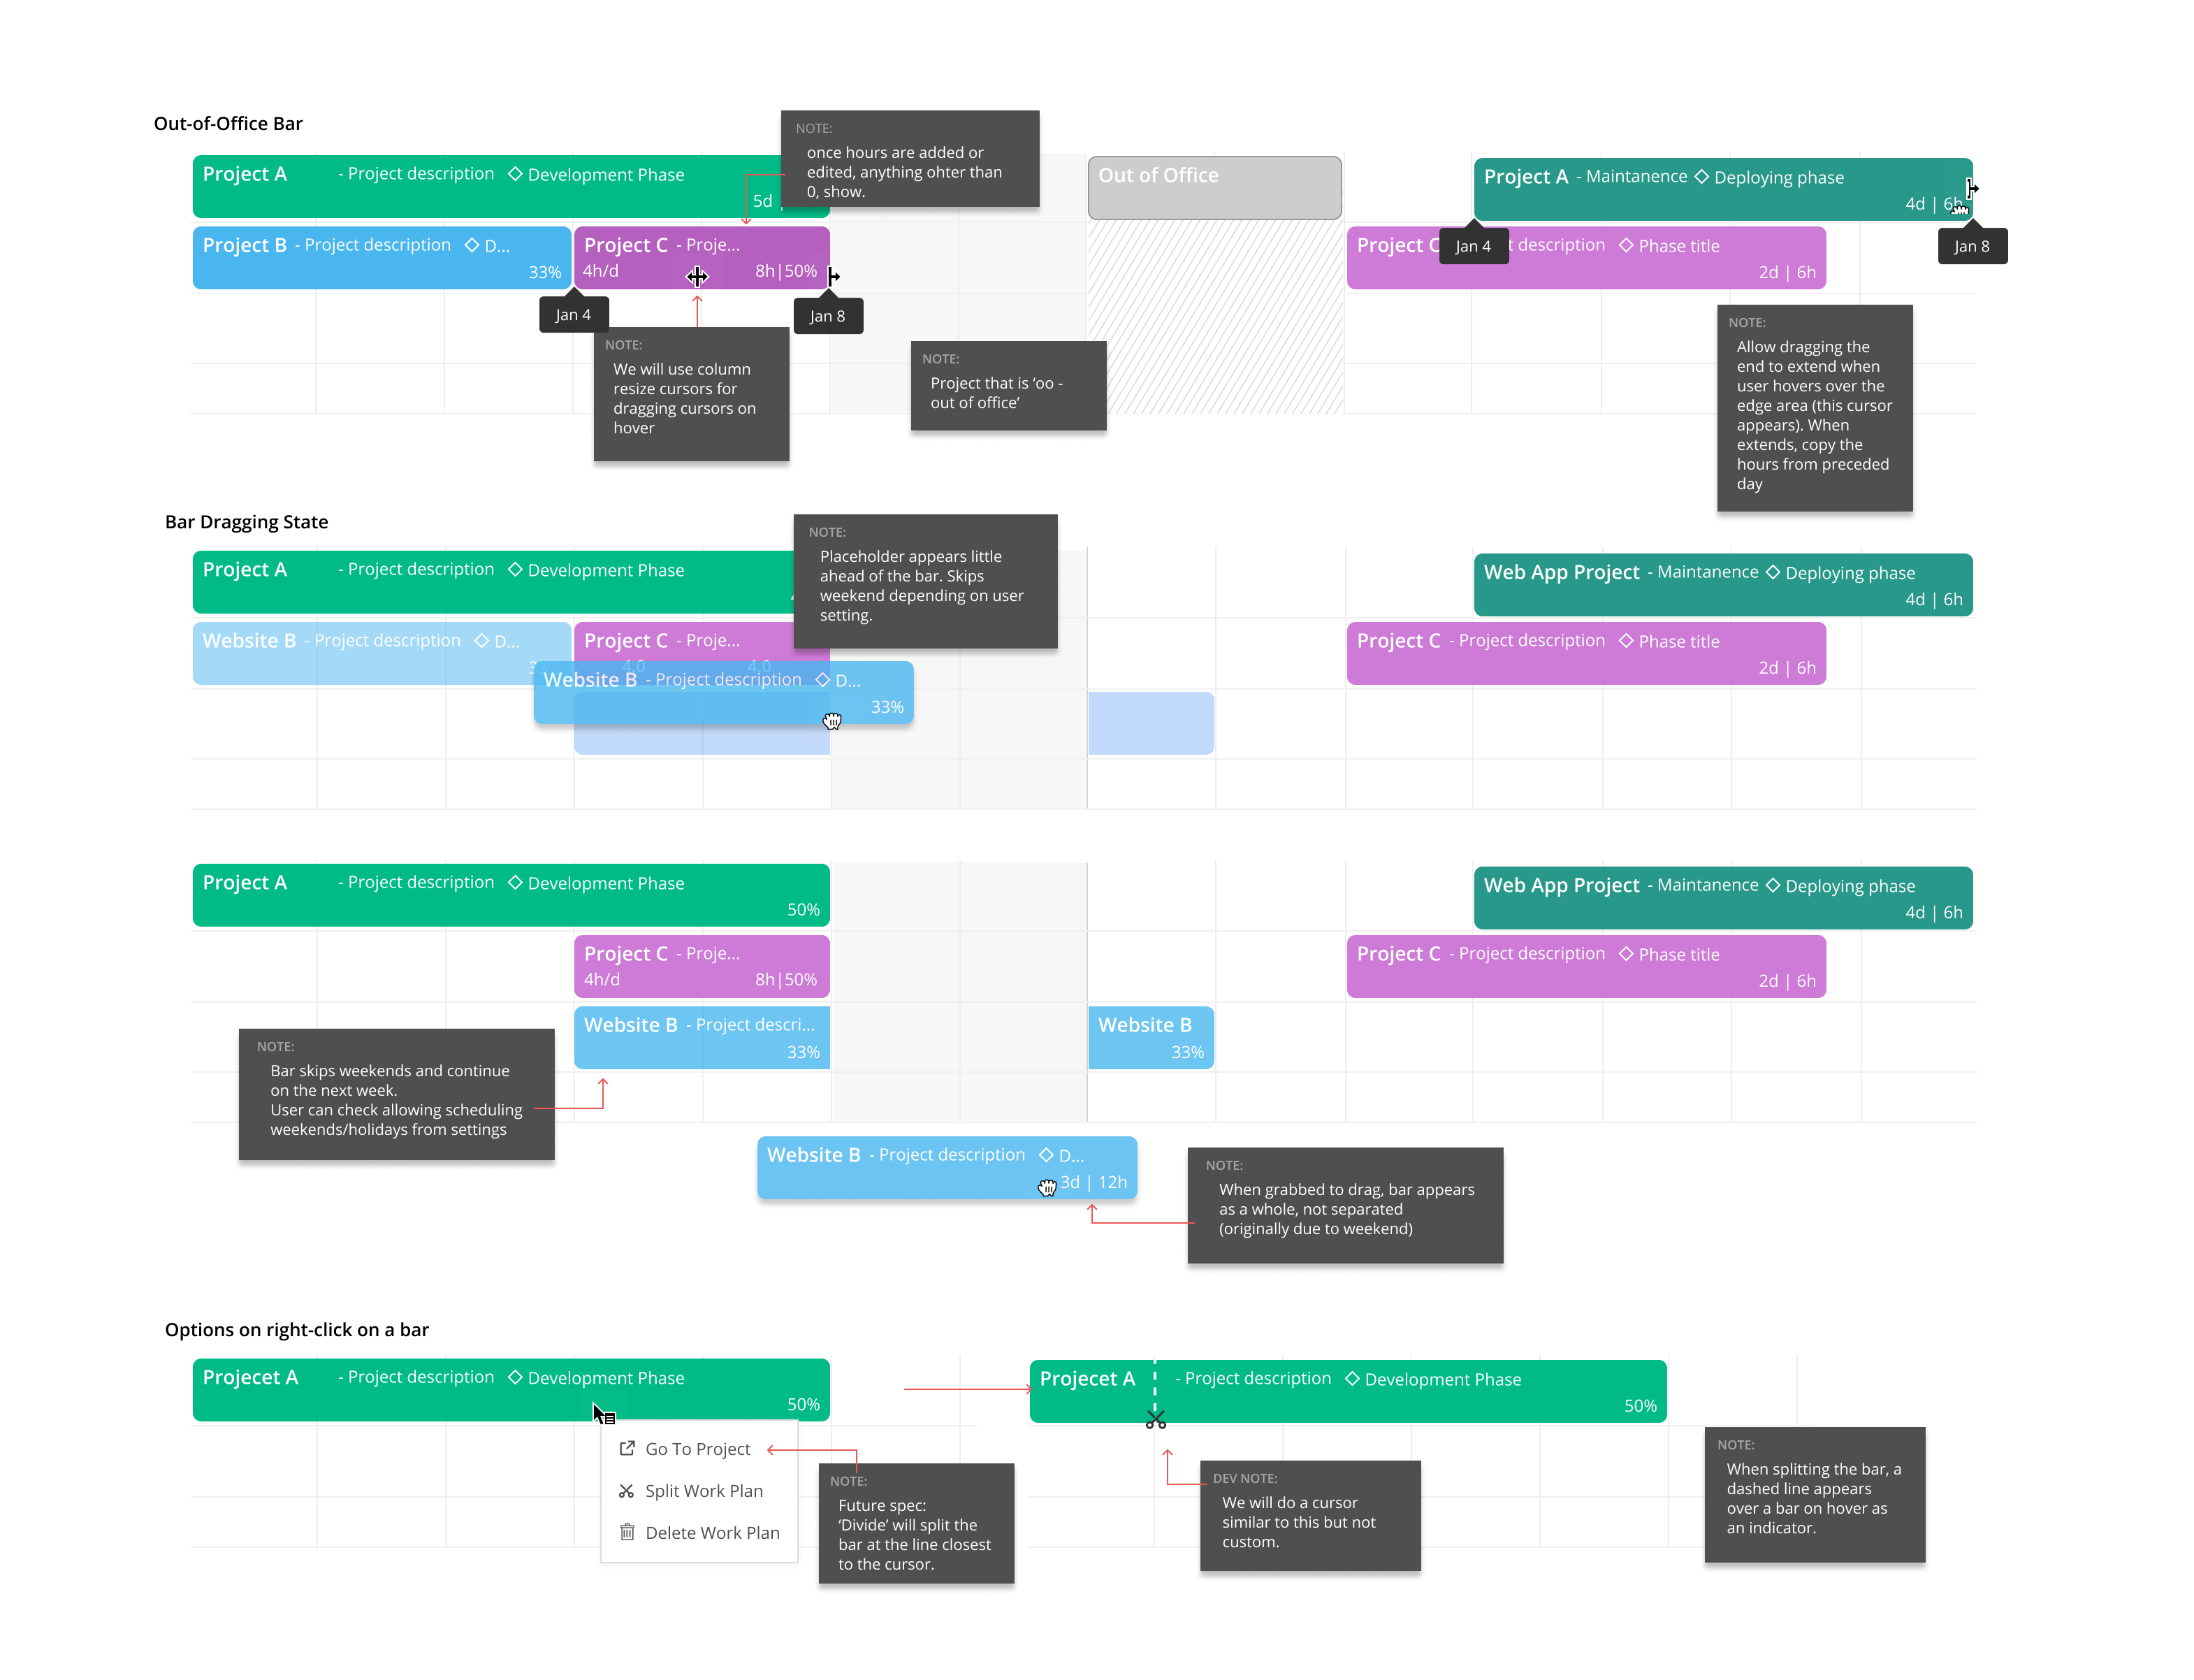 Out-of-Office Bar
NOTE:
once hours are added or
edited, anything ohter than
0, show.
Project A - Project description ◇ Development Phase
5d |
Out of Office
Project A - Maintanence ◇ Deploying phase
4d | 6h
Project B - Project description ◇ D...
33%
Project C - Proje...
4h/d 8h|50%
Project C description ◇ Phase title
2d | 6h
Jan 4
Jan 8
Jan 4
Jan 8
NOTE:
We will use column
resize cursors for
dragging cursors on
hover
NOTE:
Project that is ‘oo -
out of office’
NOTE:
Allow dragging the
end to extend when
user hovers over the
edge area (this cursor
appears). When
extends, copy the
hours from preceded
day
Bar Dragging State
NOTE:
Placeholder appears little
ahead of the bar. Skips
weekend depending on user
setting.
Project A - Project description ◇ Development Phase
Web App Project - Maintanence ◇ Deploying phase
4d | 6h
Website B - Project description ◇ D...
Project C - Proje...
4.0 4.0
Website B - Project description ◇ D...
33%
Project C - Project description ◇ Phase title
2d | 6h
Project A - Project description ◇ Development Phase
50%
Web App Project - Maintanence ◇ Deploying phase
4d | 6h
Project C - Proje...
4h/d 8h|50%
Project C - Project description ◇ Phase title
2d | 6h
Website B - Project descri...
33%
Website B
33%
NOTE:
Bar skips weekends and continue
on the next week.
User can check allowing scheduling
weekends/holidays from settings
Website B - Project description ◇ D...
3d | 12h
NOTE:
When grabbed to drag, bar appears
as a whole, not separated
(originally due to weekend)
Options on right-click on a bar
Projecet A - Project description ◇ Development Phase
50%
Go To Project
Split Work Plan
Delete Work Plan
NOTE:
Future spec:
‘Divide’ will split the
bar at the line closest
to the cursor.
Projecet A - Project description ◇ Development Phase
50%
DEV NOTE:
We will do a cursor
similar to this but not
custom.
NOTE:
When splitting the bar, a
dashed line appears
over a bar on hover as
an indicator.